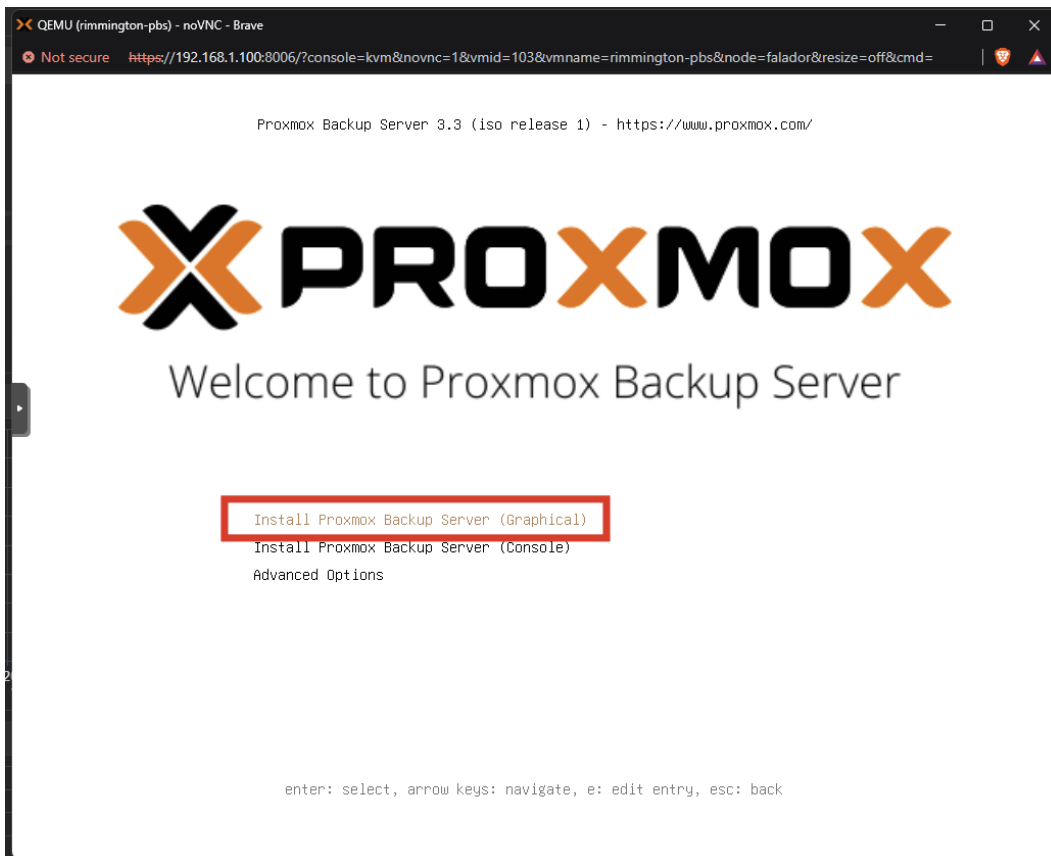 QEMU (rimmington-pbs) - noVNC - Brave
Not secure https://192.168.1.100:8006/?console=kvm&novnc=1&vmid=103&vmname=rimmington-pbs&node=falador&resize=off&cmd=
Proxmox Backup Server 3.3 (iso release 1) - https://www.proxmox.com/
PROXMOX
Welcome to Proxmox Backup Server
Install Proxmox Backup Server (Graphical)
Install Proxmox Backup Server (Console)
Advanced Options
enter: select, arrow keys: navigate, e: edit entry, esc: back